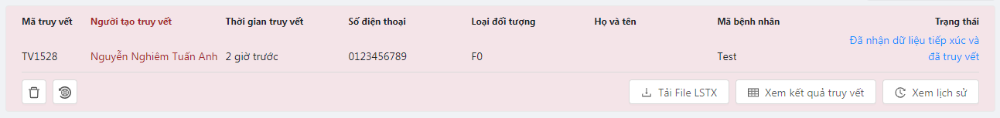 Mã truy vết Người tạo truy vết Thời gian truy vết Số điện thoại Loại đối tượng Họ và tên Mã bệnh nhân Trạng thái
TV1528 Nguyễn Nghiêm Tuấn Anh 2 giờ trước 0123456789 F0 Test Đã nhận dữ liệu tiếp xúc và
đã truy vết
Tải File LSTX Xem kết quả truy vết Xem lịch sử